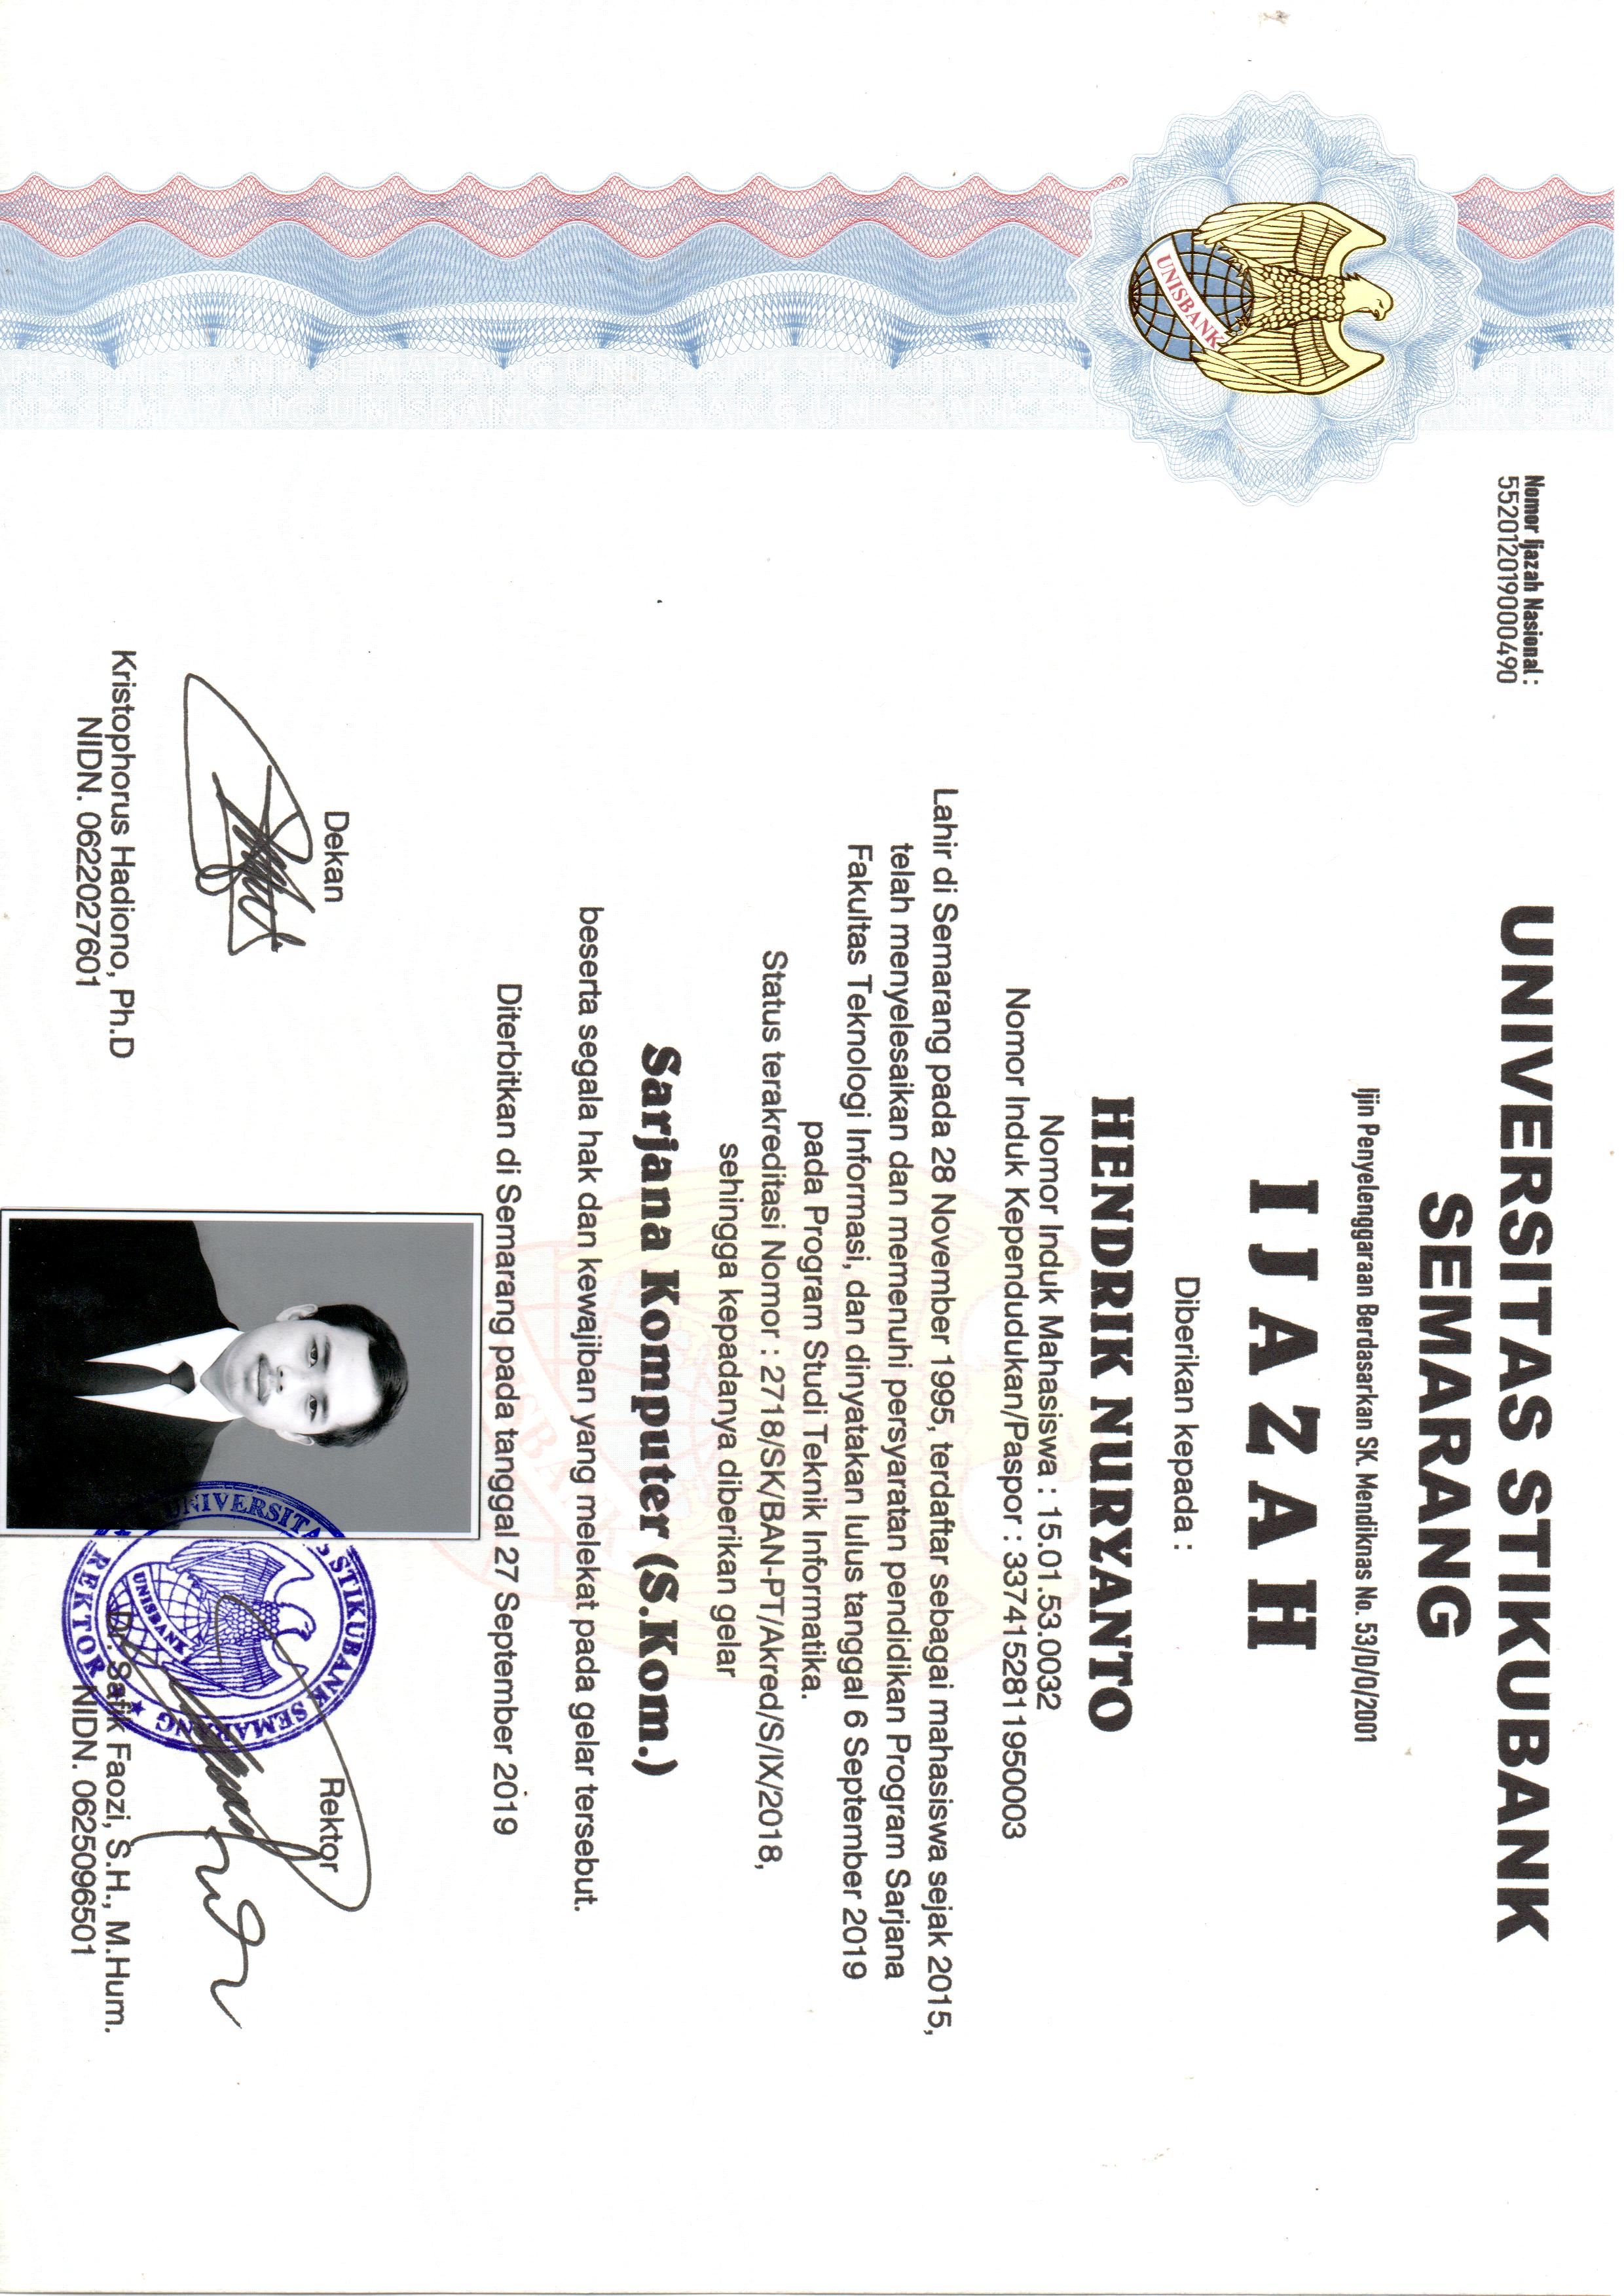 Nomor Ijazah Nasional :
552012019000490
UNIVERSITAS STIKUBANK
SEMARANG
Ijin Penyelenggaraan Berdasarkan SK. Mendiknas No. 53/D/O/2001
IJAZAH
Diberikan kepada :
HENDRIK NURYANTO
Nomor Induk Mahasiswa : 15.01.53.0032
Nomor Induk Kependudukan/Paspor : 3374152811950003
Lahir di Semarang pada 28 November 1995, terdaftar sebagai mahasiswa sejak 2015,
telah menyelesaikan dan memenuhi persyaratan pendidikan Program Sarjana
Fakultas Teknologi Informasi, dan dinyatakan lulus tanggal 6 September 2019
pada Program Studi Teknik Informatika.
Status terakreditasi Nomor : 2718/SK/BAN-PT/Akred/S/IX/2018,
sehingga kepadanya diberikan gelar
Sarjana Komputer (S.Kom.)
beserta segala hak dan kewajiban yang melekat pada gelar tersebut.
Diterbitkan di Semarang pada tanggal 27 September 2019
UNISBANK
UNISBANK
Dekan
Kristophorus Hadiono, Ph.D
NIDN. 0622027601
UNIVERSITAS STIKUBANK SEMARANG
UNISBANK
REKTOR
Rektor
Dr. Safik Faozi, S.H., M.Hum.
NIDN. 0625096501